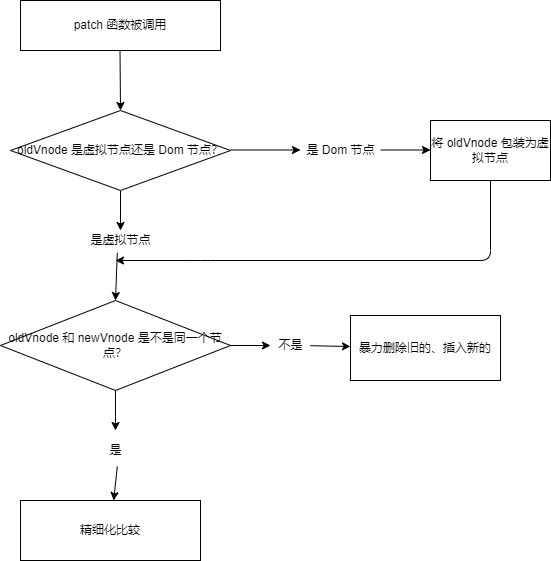 patch 函数被调用
oldVnode 是虚拟节点还是 Dom 节点?
是 Dom 节点
将 oldVnode 包装为虚
拟节点
是虚拟节点
oldVnode 和 newVnode 是不是同一个节
点?
不是
暴力删除旧的、插入新的
是
精细化比较